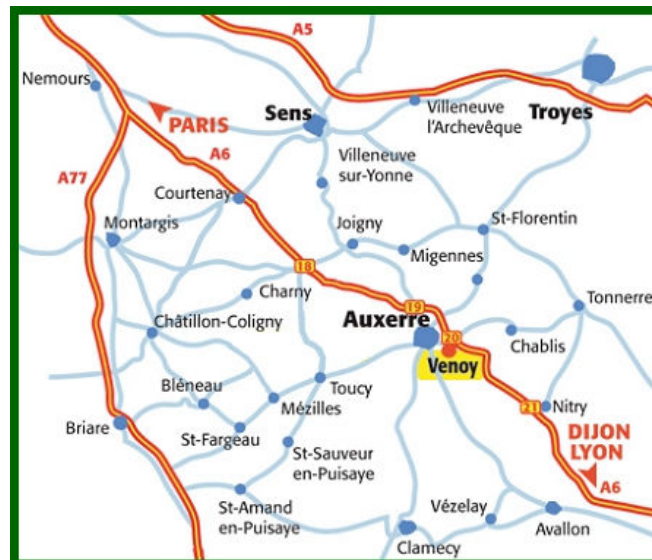 A5
Nemours
PARIS
Sens
Villeneuve
l'Archevêque
Troyes
A6
A77
Villeneuve
sur-Yonne
Courtenay
Montargis
Joigny
St-Florentin
Migennes
18
Charny
19
Tonnerre
Châtillon-Coligny
Auxerre
20
Chablis
Venoy
Bléneau
Toucy
Mézilles
21
Nitry
Briare
St-Fargeau
DIJON
LYON
St-Sauveur
en-Puisaye
A6
St-Amand
en-Puisaye
Vézelay
Avallon
Clamecy